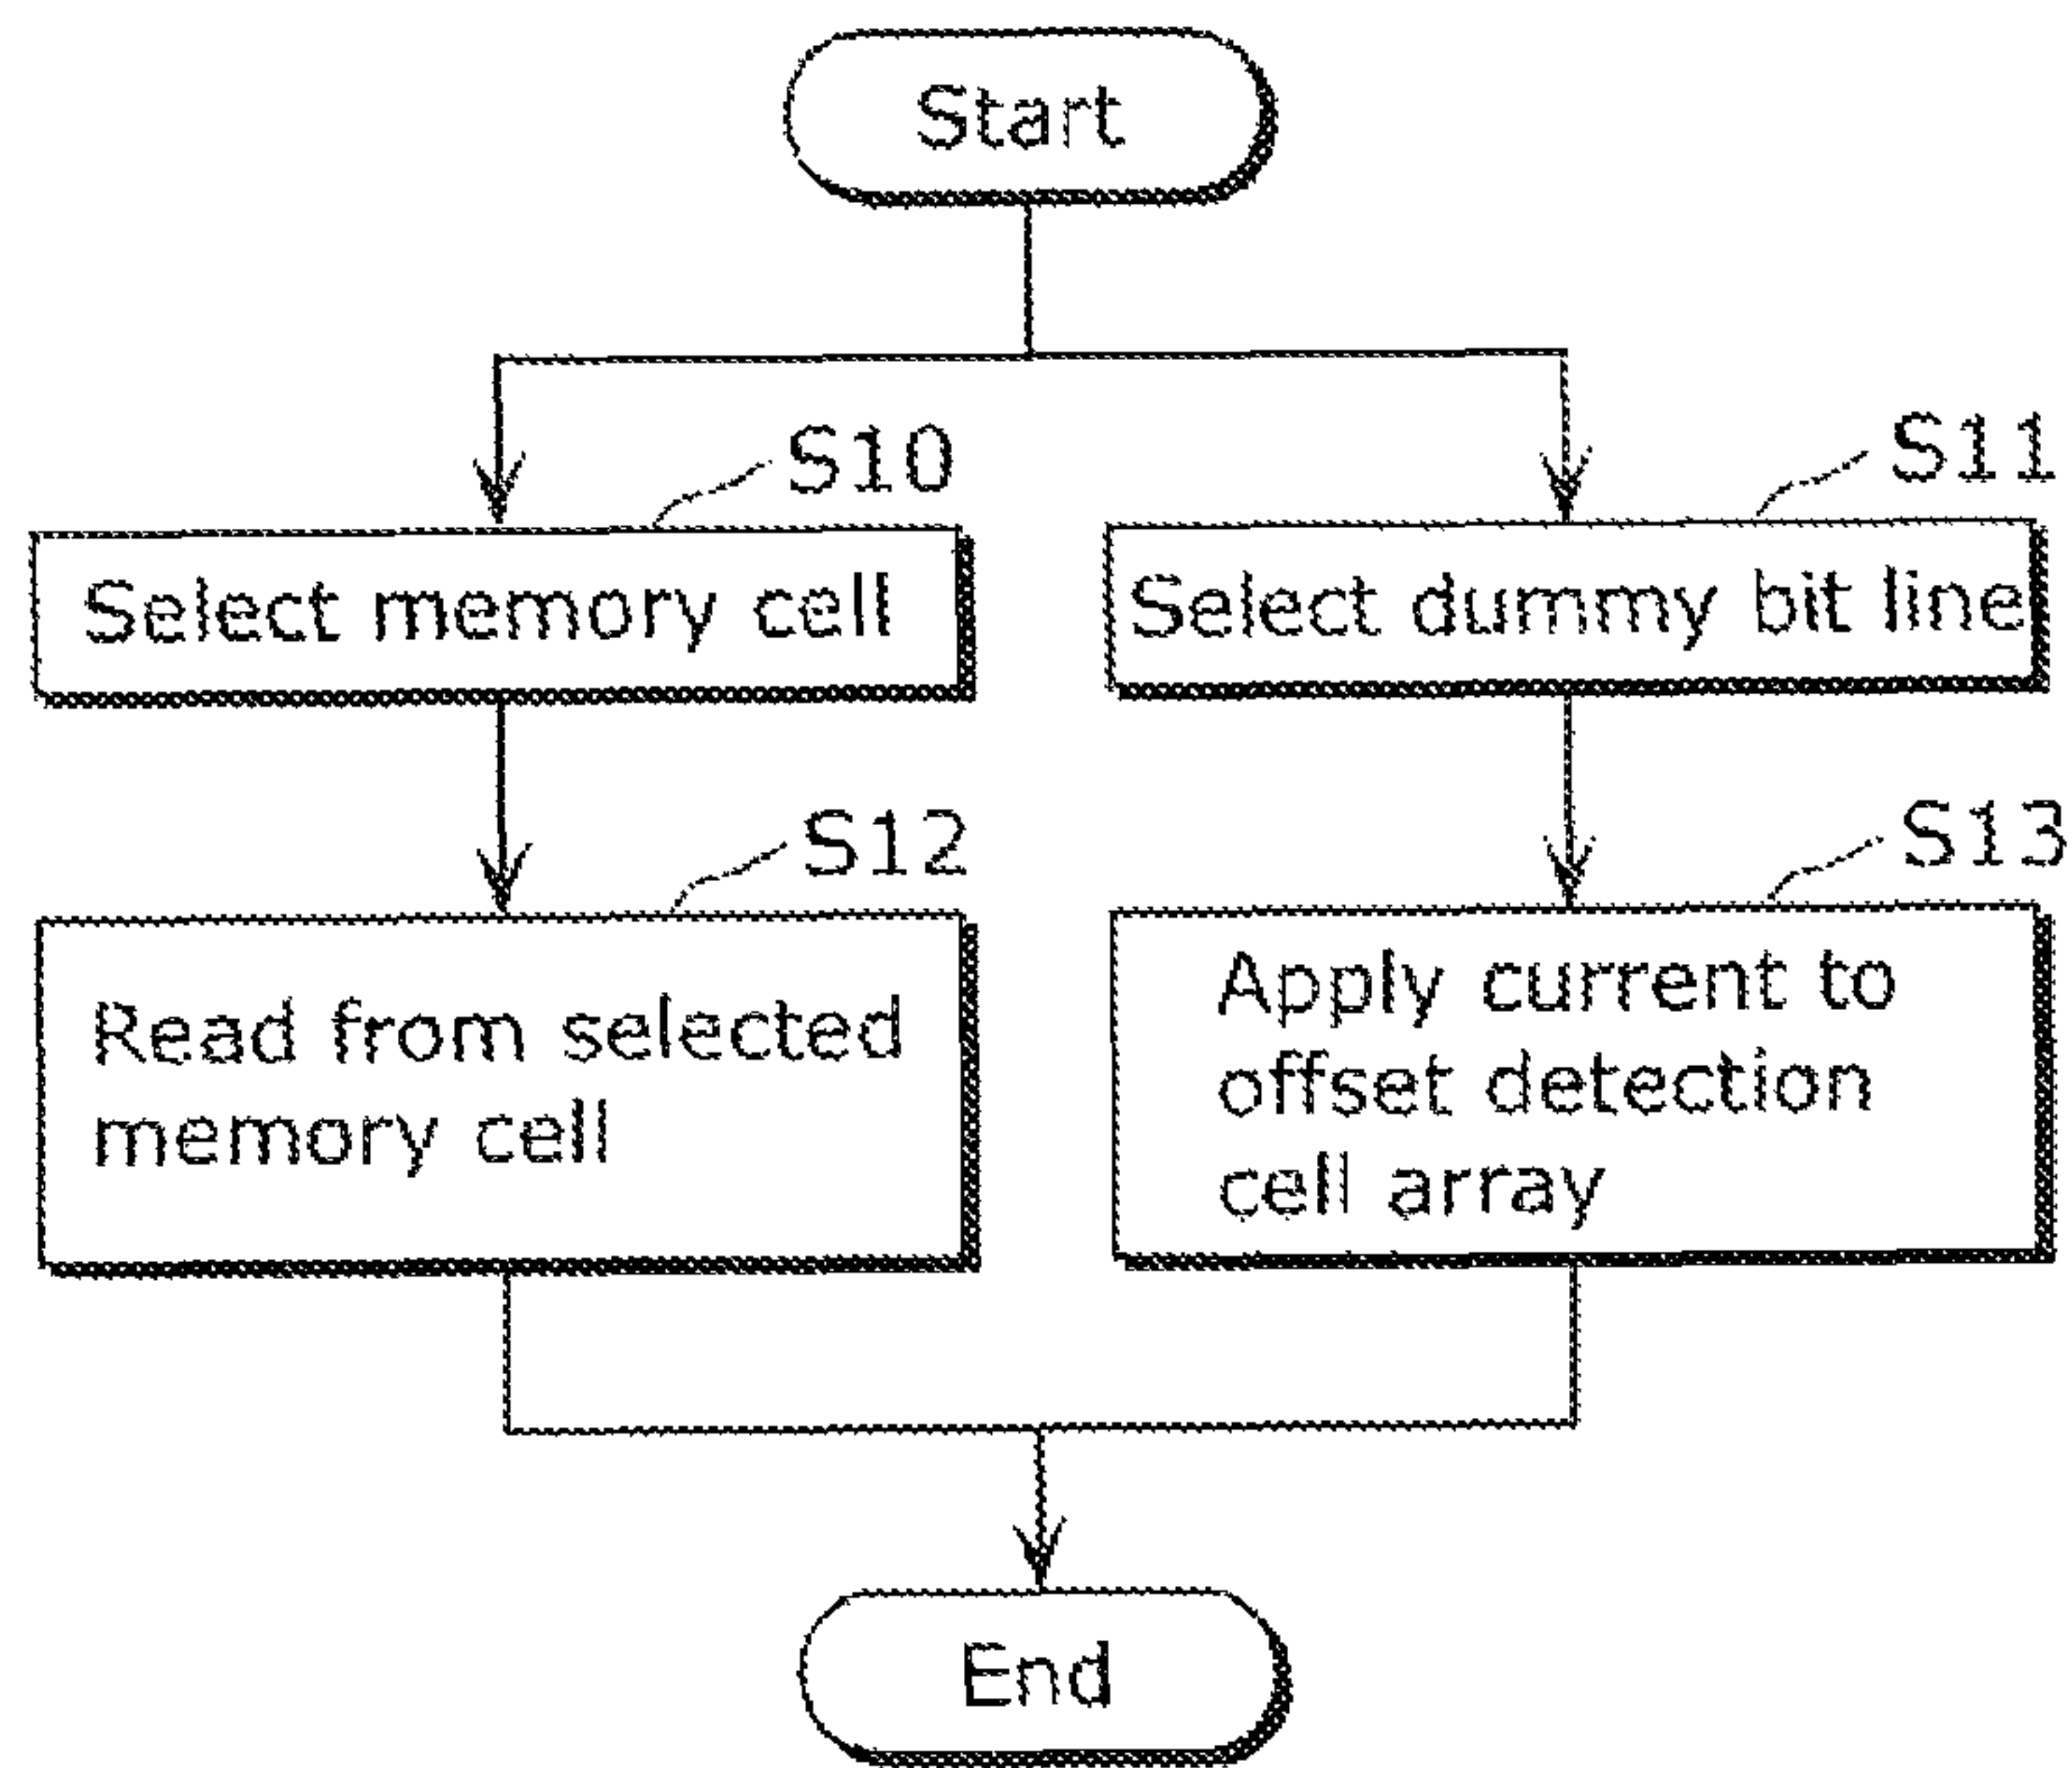 Start
S10
Select memory cell
S11
Select dummy bit line
S12
Read from selected
memory cell
S13
Apply current to
offset detection
cell array
End